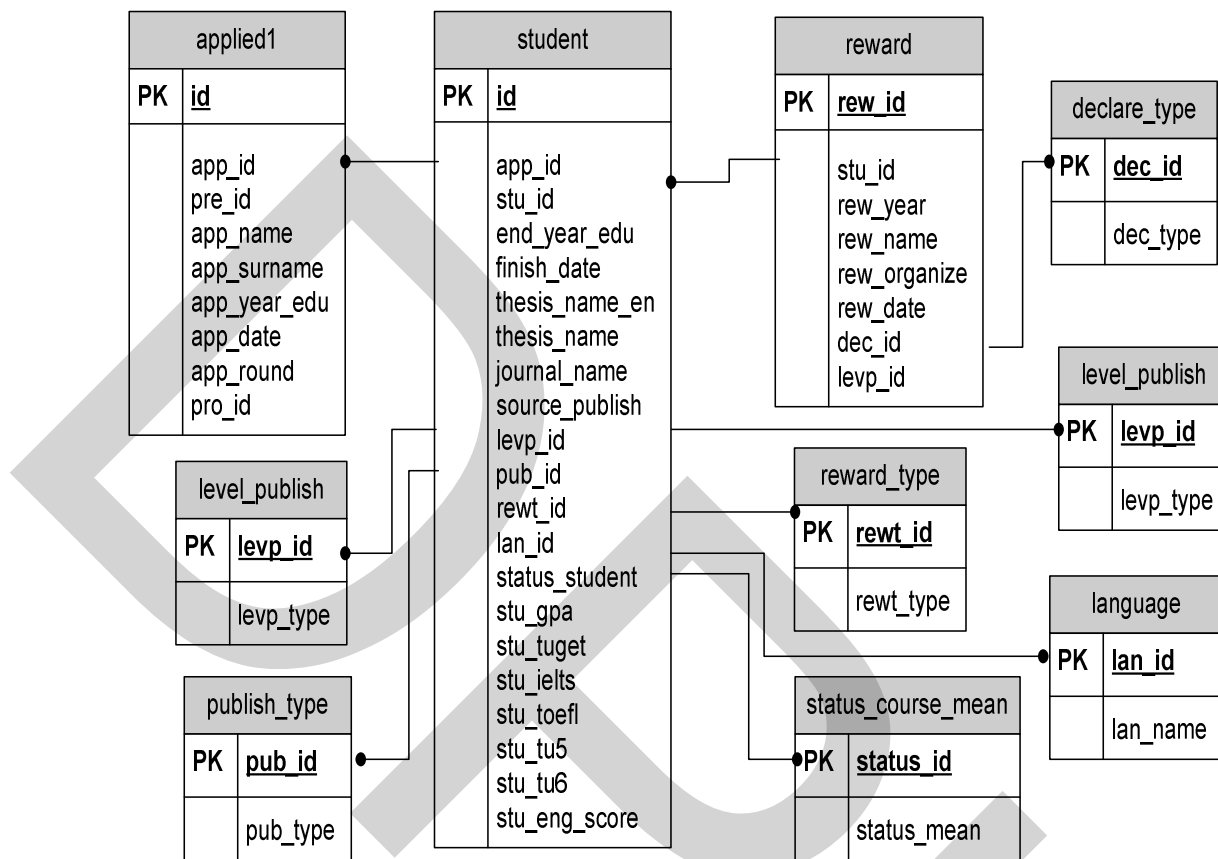 applied1
PK id
app_id
pre_id
app_name
app_surname
app_year_edu
app_date
app_round
pro_id
student
PK id
app_id
stu_id
end_year_edu
finish_date
thesis_name_en
thesis_name
journal_name
source_publish
levp_id
pub_id
rewt_id
lan_id
status_student
stu_gpa
stu_tuget
stu_ielts
stu_toefl
stu_tu5
stu_tu6
stu_eng_score
reward
PK rew_id
stu_id
rew_year
rew_name
rew_organize
rew_date
dec_id
levp_id
declare_type
PK dec_id
dec_type
level_publish
PK levp_id
levp_type
level_publish
PK levp_id
levp_type
reward_type
PK rewt_id
rewt_type
language
PK lan_id
lan_name
publish_type
PK pub_id
pub_type
status_course_mean
PK status_id
status_mean